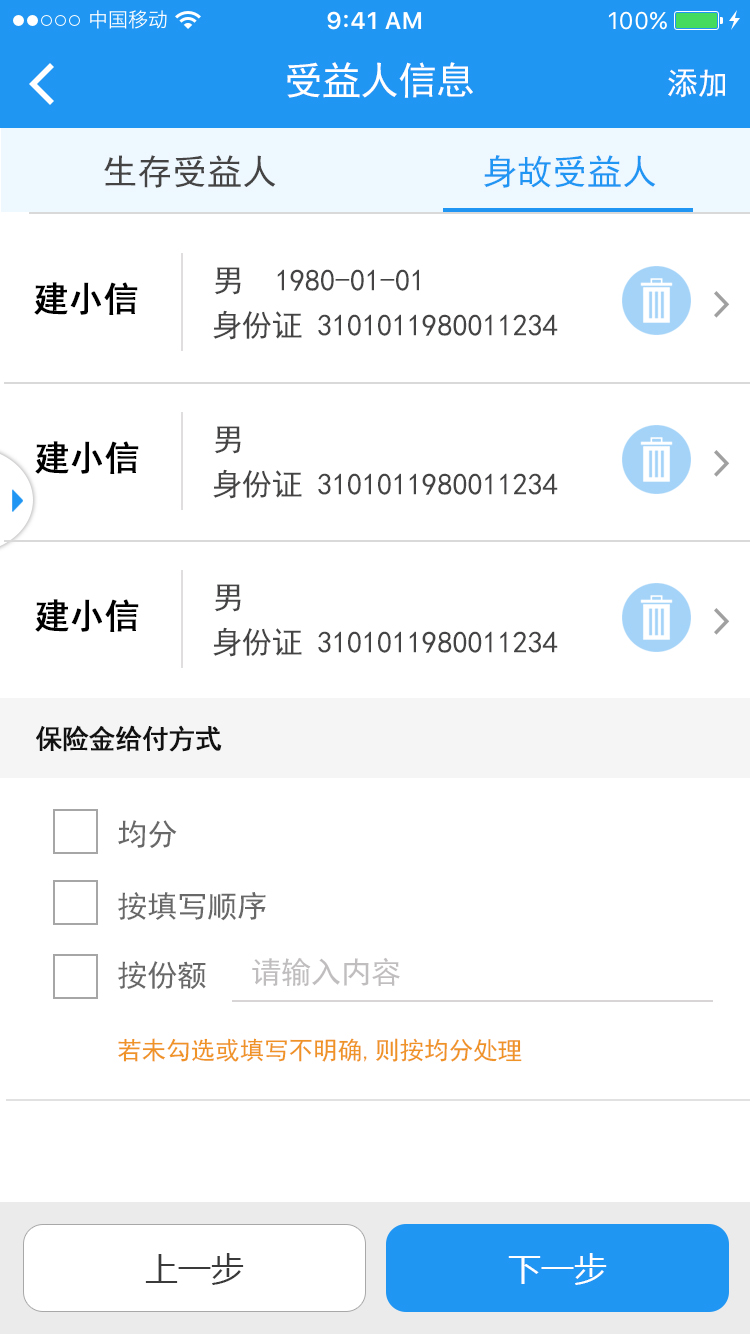 中国移动 9:41 AM 100%
受益人信息 添加
生存受益人 身故受益人
建小信
男 1980-01-01
身份证 3101011980011234
建小信
男
身份证 3101011980011234
建小信
男
身份证 3101011980011234
保险金给付方式
均分
按填写顺序
按份额 请输入内容
若未勾选或填写不明确, 则按均分处理
上一步 下一步